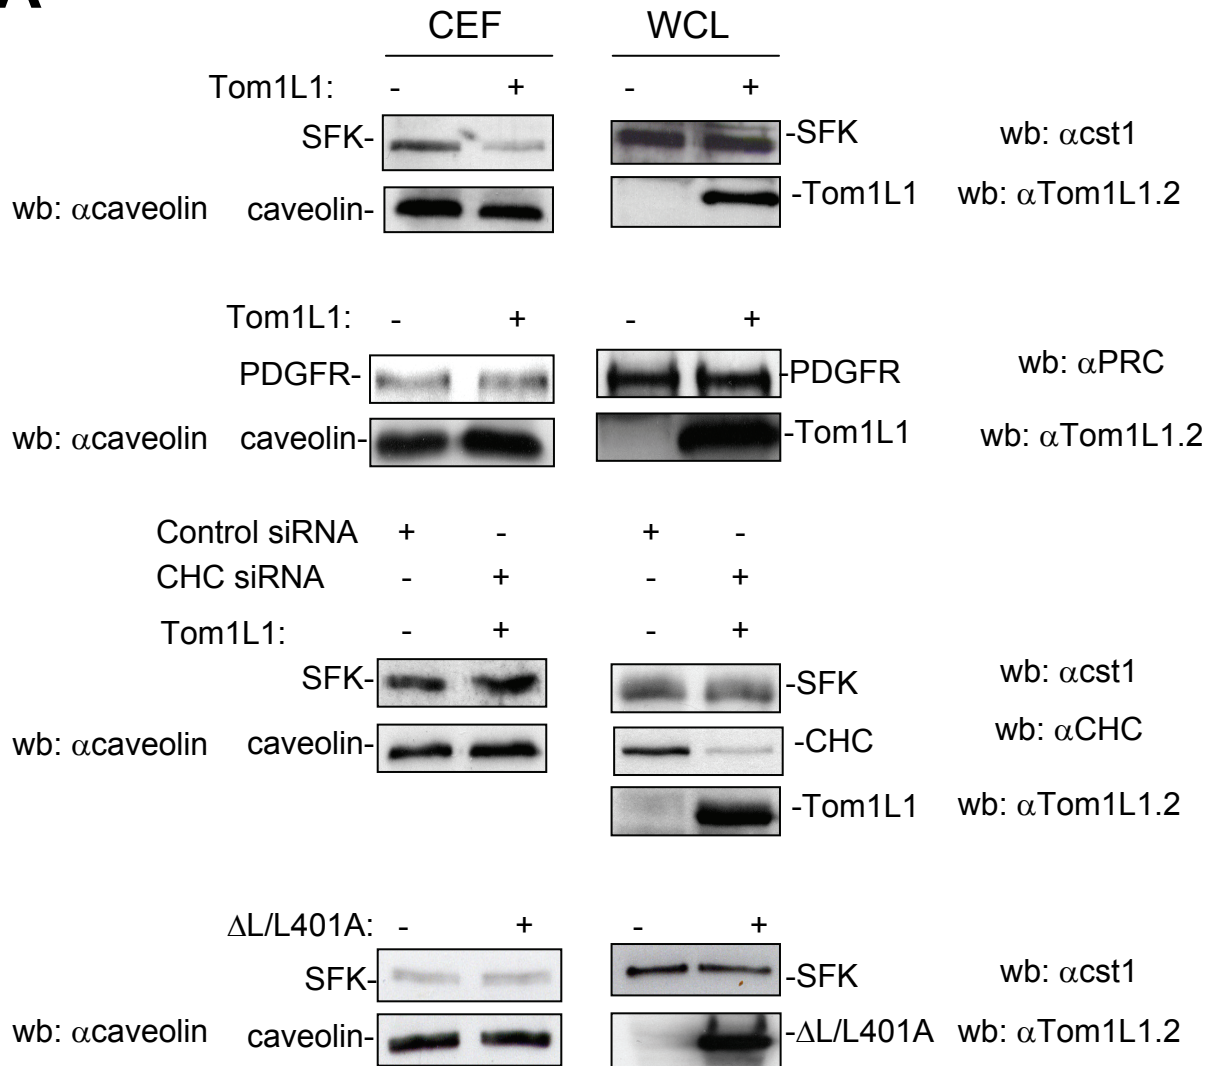 CEF WCL
Tom1L1: - + - +
SFK- -SFK wb: αcst1
wb: αcaveolin caveolin- -Tom1L1 wb: αTom1L1.2
Tom1L1: - + - +
PDGFR- -PDGFR wb: αPRC
wb: αcaveolin caveolin- -Tom1L1 wb: αTom1L1.2
Control siRNA + - + -
CHC siRNA - + - +
Tom1L1: - + - +
SFK- -SFK wb: αcst1
wb: αcaveolin caveolin- -CHC wb: αCHC
-Tom1L1 wb: αTom1L1.2
ΔL/L401A: - + - +
SFK- -SFK wb: αcst1
wb: αcaveolin caveolin- -ΔL/L401A wb: αTom1L1.2